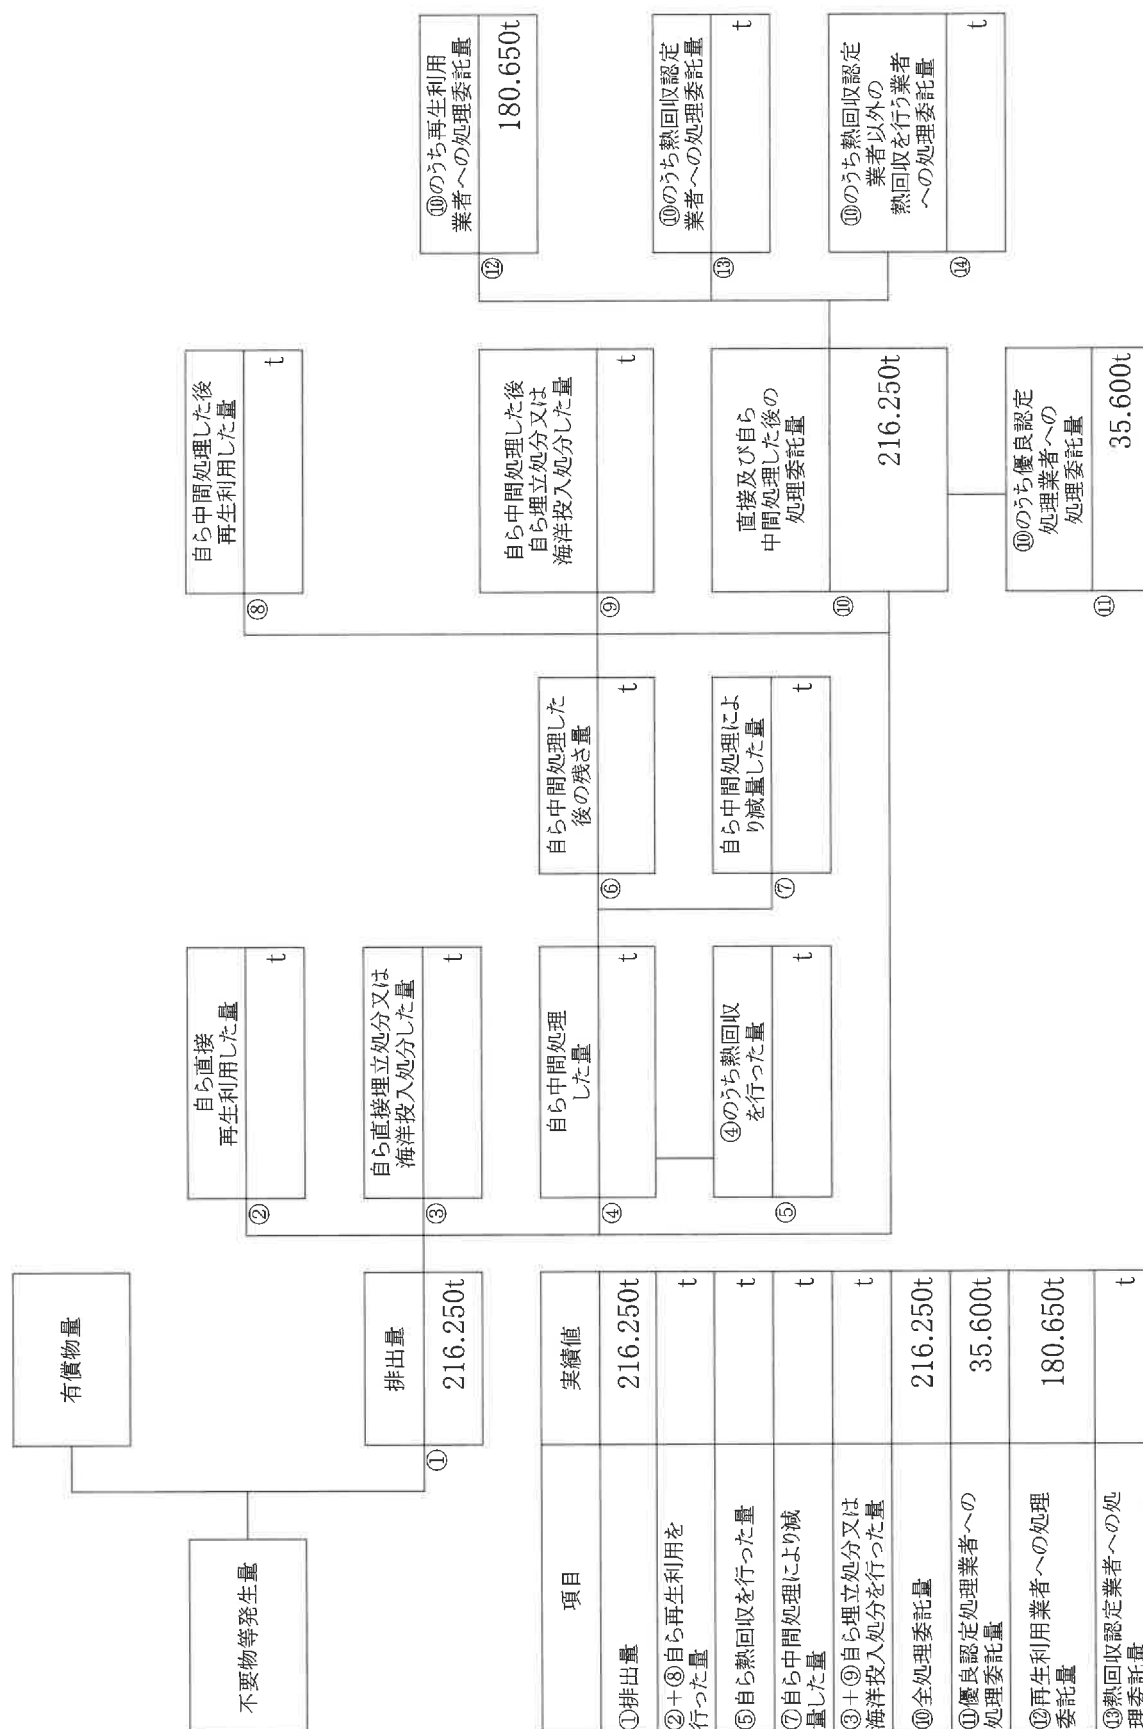 不要物等発生量
有償物量
①
排出量
216.250t
②
自ら直接
再生利用した量
t
③
自ら直接埋立処分又は
海洋投入処分した量
t
④
自ら中間処理
した量
t
⑤
④のうち熱回収
を行った量
t
⑥
自ら中間処理した
後の残さ量
t
⑦
自ら中間処理によ
り減量した量
t
⑧
自ら中間処理した後
再生利用した量
t
⑨
自ら中間処理した後
自ら埋立処分又は
海洋投入処分した量
t
⑩
直接及び自ら
中間処理した後の
処理委託量
216.250t
⑪
⑩のうち優良認定
処理業者への
処理委託量
35.600t
⑫
⑩のうち再生利用
業者への処理委託量
180.650t
⑬
⑩のうち熱回収認定
業者への処理委託量
t
⑭
⑩のうち熱回収認定
業者以外の
熱回収を行う業者
への処理委託量
t
項目
実績値
①排出量
216.250t
②+⑧自ら再生利用を
行った量
t
⑤自ら熱回収を行った量
t
⑦自ら中間処理により減
量した量
t
③+⑨自ら埋立処分又は
海洋投入処分を行った量
t
⑩全処理委託量
216.250t
⑪優良認定処理業者への
処理委託量
35.600t
⑫再生利用業者への処理
委託量
180.650t
⑬熱回収認定業者への処
理委託量
t